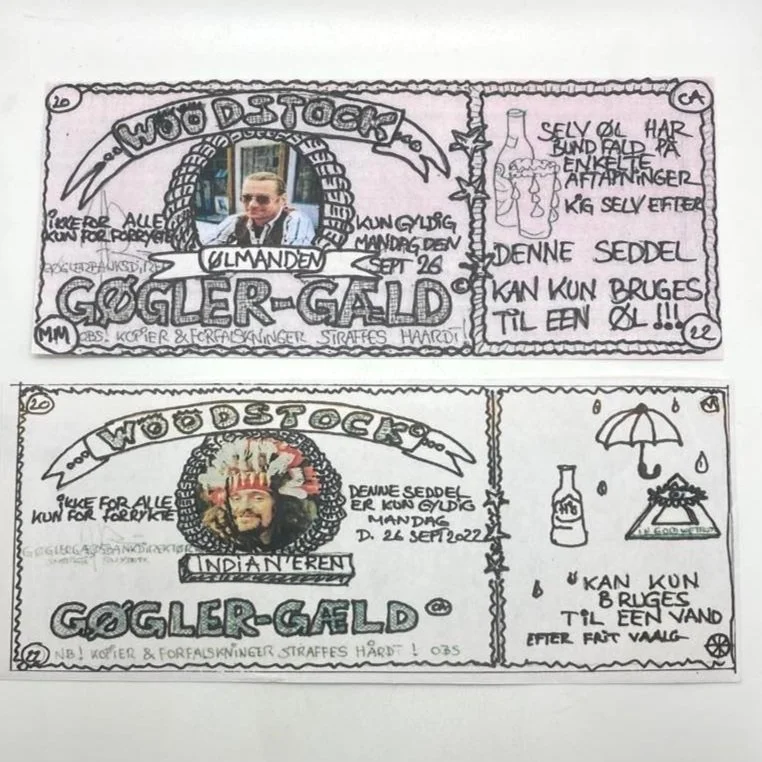 20
WOODSTOCK
CA
IKKE FOR ALLE
KUN FOR FORRYKTE
KUN GYLDIG
MANDAG DEN
SEPT 26
ØLMANDEN
GØGLER-GÆLD ©
MM
OBS! KOPIER & FORFALSKNINGER STRAFFES HAARDT!
SELV ØL HAR
BUNDFALD PÅ
ENKELTE
AFTAPNINGER
KIG SELV EFTER
DENNE SEDDEL
KAN KUN BRUGES
TIL EEN ØL !!!
22
20
WOODSTOCK ©
IKKE FOR ALLE
KUN FOR FORRYKTE
DENNE SEDDEL
ER KUN GYLDIG
MANDAG
D. 26 SEPT 2022
GØGLERGÆLDSBANKDIREKTØR
INDIAN'EREN
GØGLER-GÆLD
22
NB! KOPIER & FORFALSKNINGER STRAFFES HÅRDT! OBS
KAN KUN
BRUGES
TIL EEN VAND
EFTER FRIT VAALG